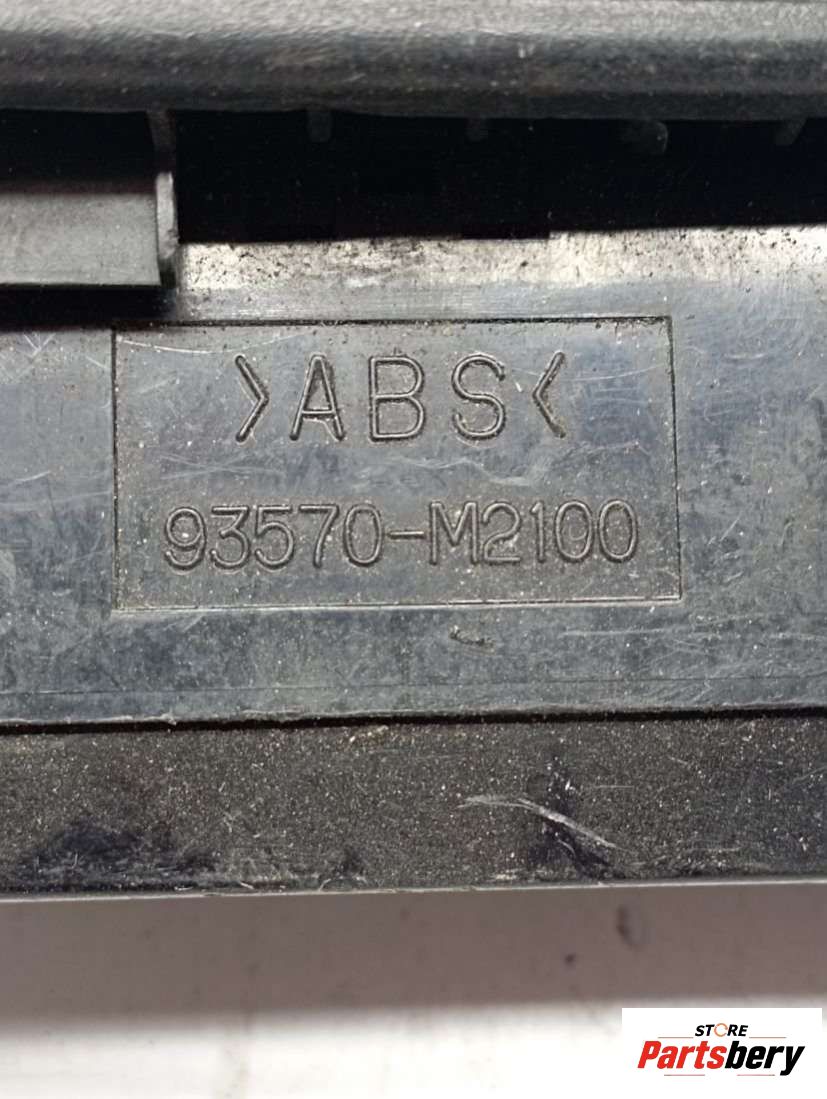 >ABS<
93570-M2100
STORE
Partsbery